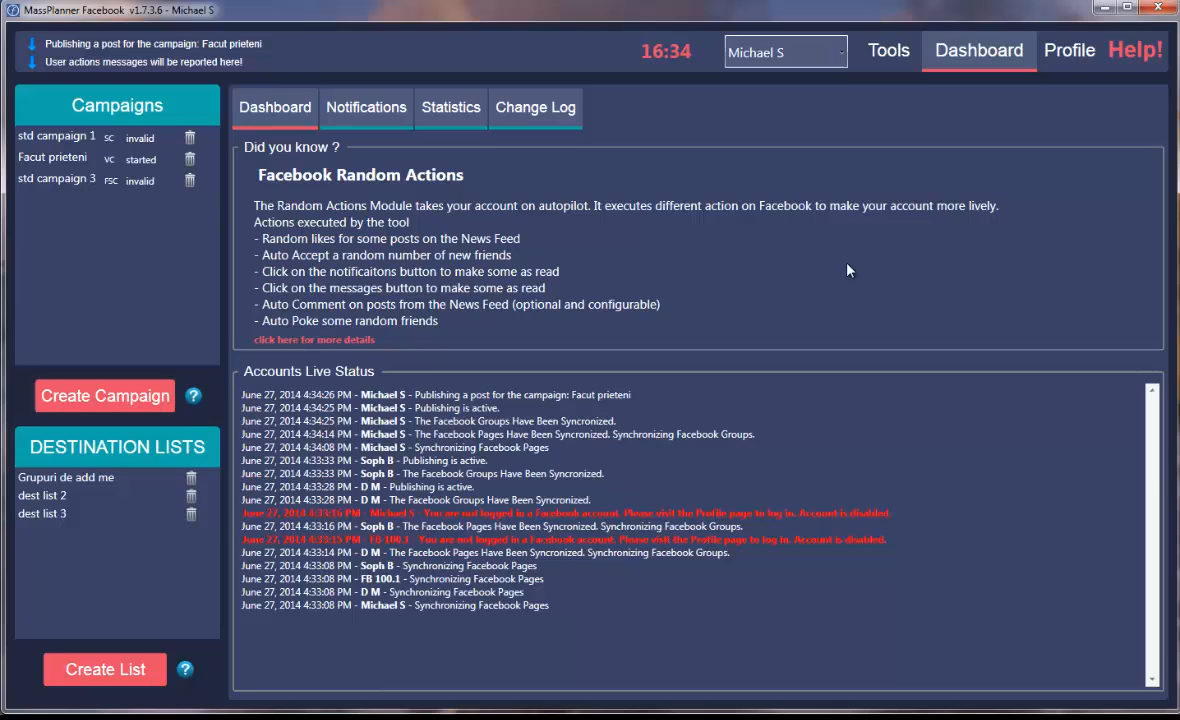 MassPlanner Facebook v1.7.3.6 - Michael S
Publishing a post for the campaign: Facut prieteni
User actions messages will be reported here!
16:34
Michael S
Tools
Dashboard
Profile
Help!
Campaigns
std campaign 1 SC invalid
Facut prieteni VC started
std campaign 3 FSC invalid
Create Campaign
?
DESTINATION LISTS
Grupuri de add me
dest list 2
dest list 3
Create List
?
Dashboard
Notifications
Statistics
Change Log
Did you know ?
Facebook Random Actions
The Random Actions Module takes your account on autopilot. It executes different action on Facebook to make your account more lively.
Actions executed by the tool
- Random likes for some posts on the News Feed
- Auto Accept a random number of new friends
- Click on the notificaitons button to make some as read
- Click on the messages button to make some as read
- Auto Comment on posts from the News Feed (optional and configurable)
- Auto Poke some random friends
click here for more details
Accounts Live Status
June 27, 2014 4:34:26 PM - Michael S - Publishing a post for the campaign: Facut prieteni
June 27, 2014 4:34:25 PM - Michael S - Publishing is active.
June 27, 2014 4:34:25 PM - Michael S - The Facebook Groups Have Been Syncronized.
June 27, 2014 4:34:14 PM - Michael S - The Facebook Pages Have Been Syncronized. Synchronizing Facebook Groups.
June 27, 2014 4:34:08 PM - Michael S - Synchronizing Facebook Pages
June 27, 2014 4:33:33 PM - Soph B - Publishing is active.
June 27, 2014 4:33:33 PM - Soph B - The Facebook Groups Have Been Syncronized.
June 27, 2014 4:33:28 PM - D M - Publishing is active.
June 27, 2014 4:33:28 PM - D M - The Facebook Groups Have Been Syncronized.
June 27, 2014 4:33:16 PM - Michael S - You are not logged in a Facebook account. Please visit the Profile page to log in. Account is disabled.
June 27, 2014 4:33:16 PM - Soph B - The Facebook Pages Have Been Syncronized. Synchronizing Facebook Groups.
June 27, 2014 4:33:15 PM - FB 100.1 - You are not logged in a Facebook account. Please visit the Profile page to log in. Account is disabled.
June 27, 2014 4:33:14 PM - D M - The Facebook Pages Have Been Syncronized. Synchronizing Facebook Groups.
June 27, 2014 4:33:08 PM - Soph B - Synchronizing Facebook Pages
June 27, 2014 4:33:08 PM - FB 100.1 - Synchronizing Facebook Pages
June 27, 2014 4:33:08 PM - D M - Synchronizing Facebook Pages
June 27, 2014 4:33:08 PM - Michael S - Synchronizing Facebook Pages